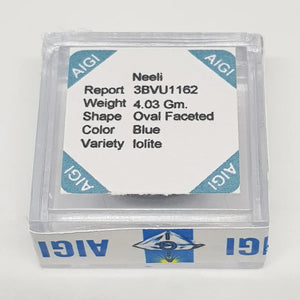 AIGI
AIGI
Neeli
Report 3BVU1162
Weight 4.03 Gm.
Shape Oval Faceted
Color Blue
Variety Iolite
AIGI
AIGI
AIGI
AIGI